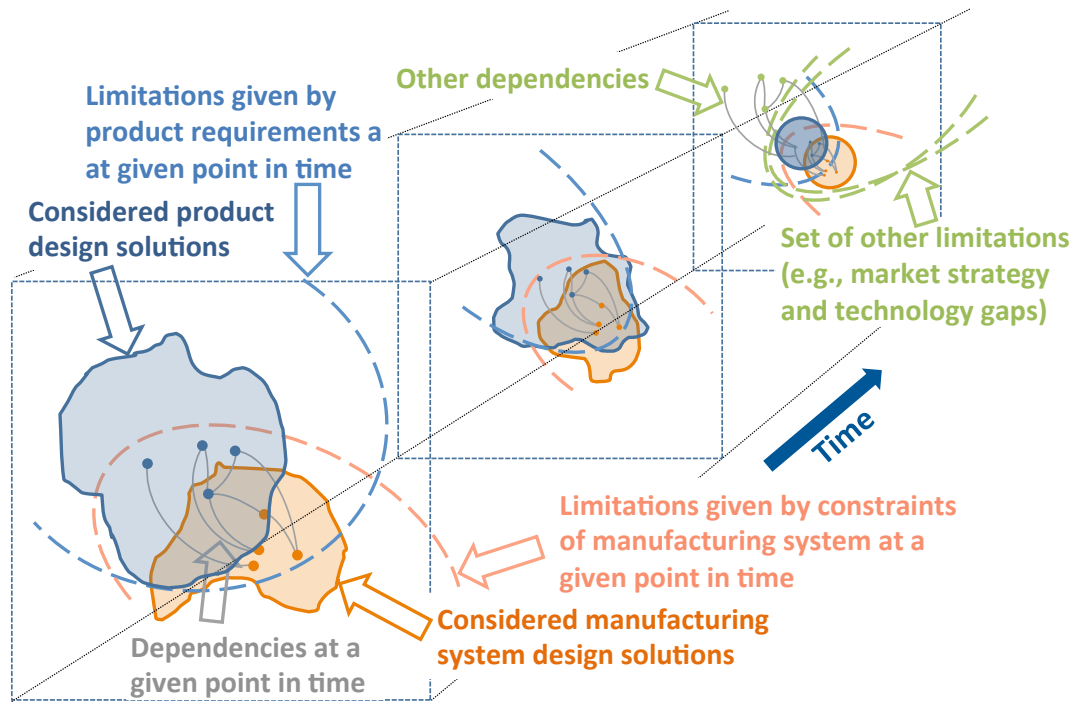 Other dependencies
Limitations given by
product requirements a
at given point in time
Considered product
design solutions
Set of other limitations
(e.g., market strategy
and technology gaps)
Time
Limitations given by constraints
of manufacturing system at a
given point in time
Considered manufacturing
system design solutions
Dependencies at a
given point in time